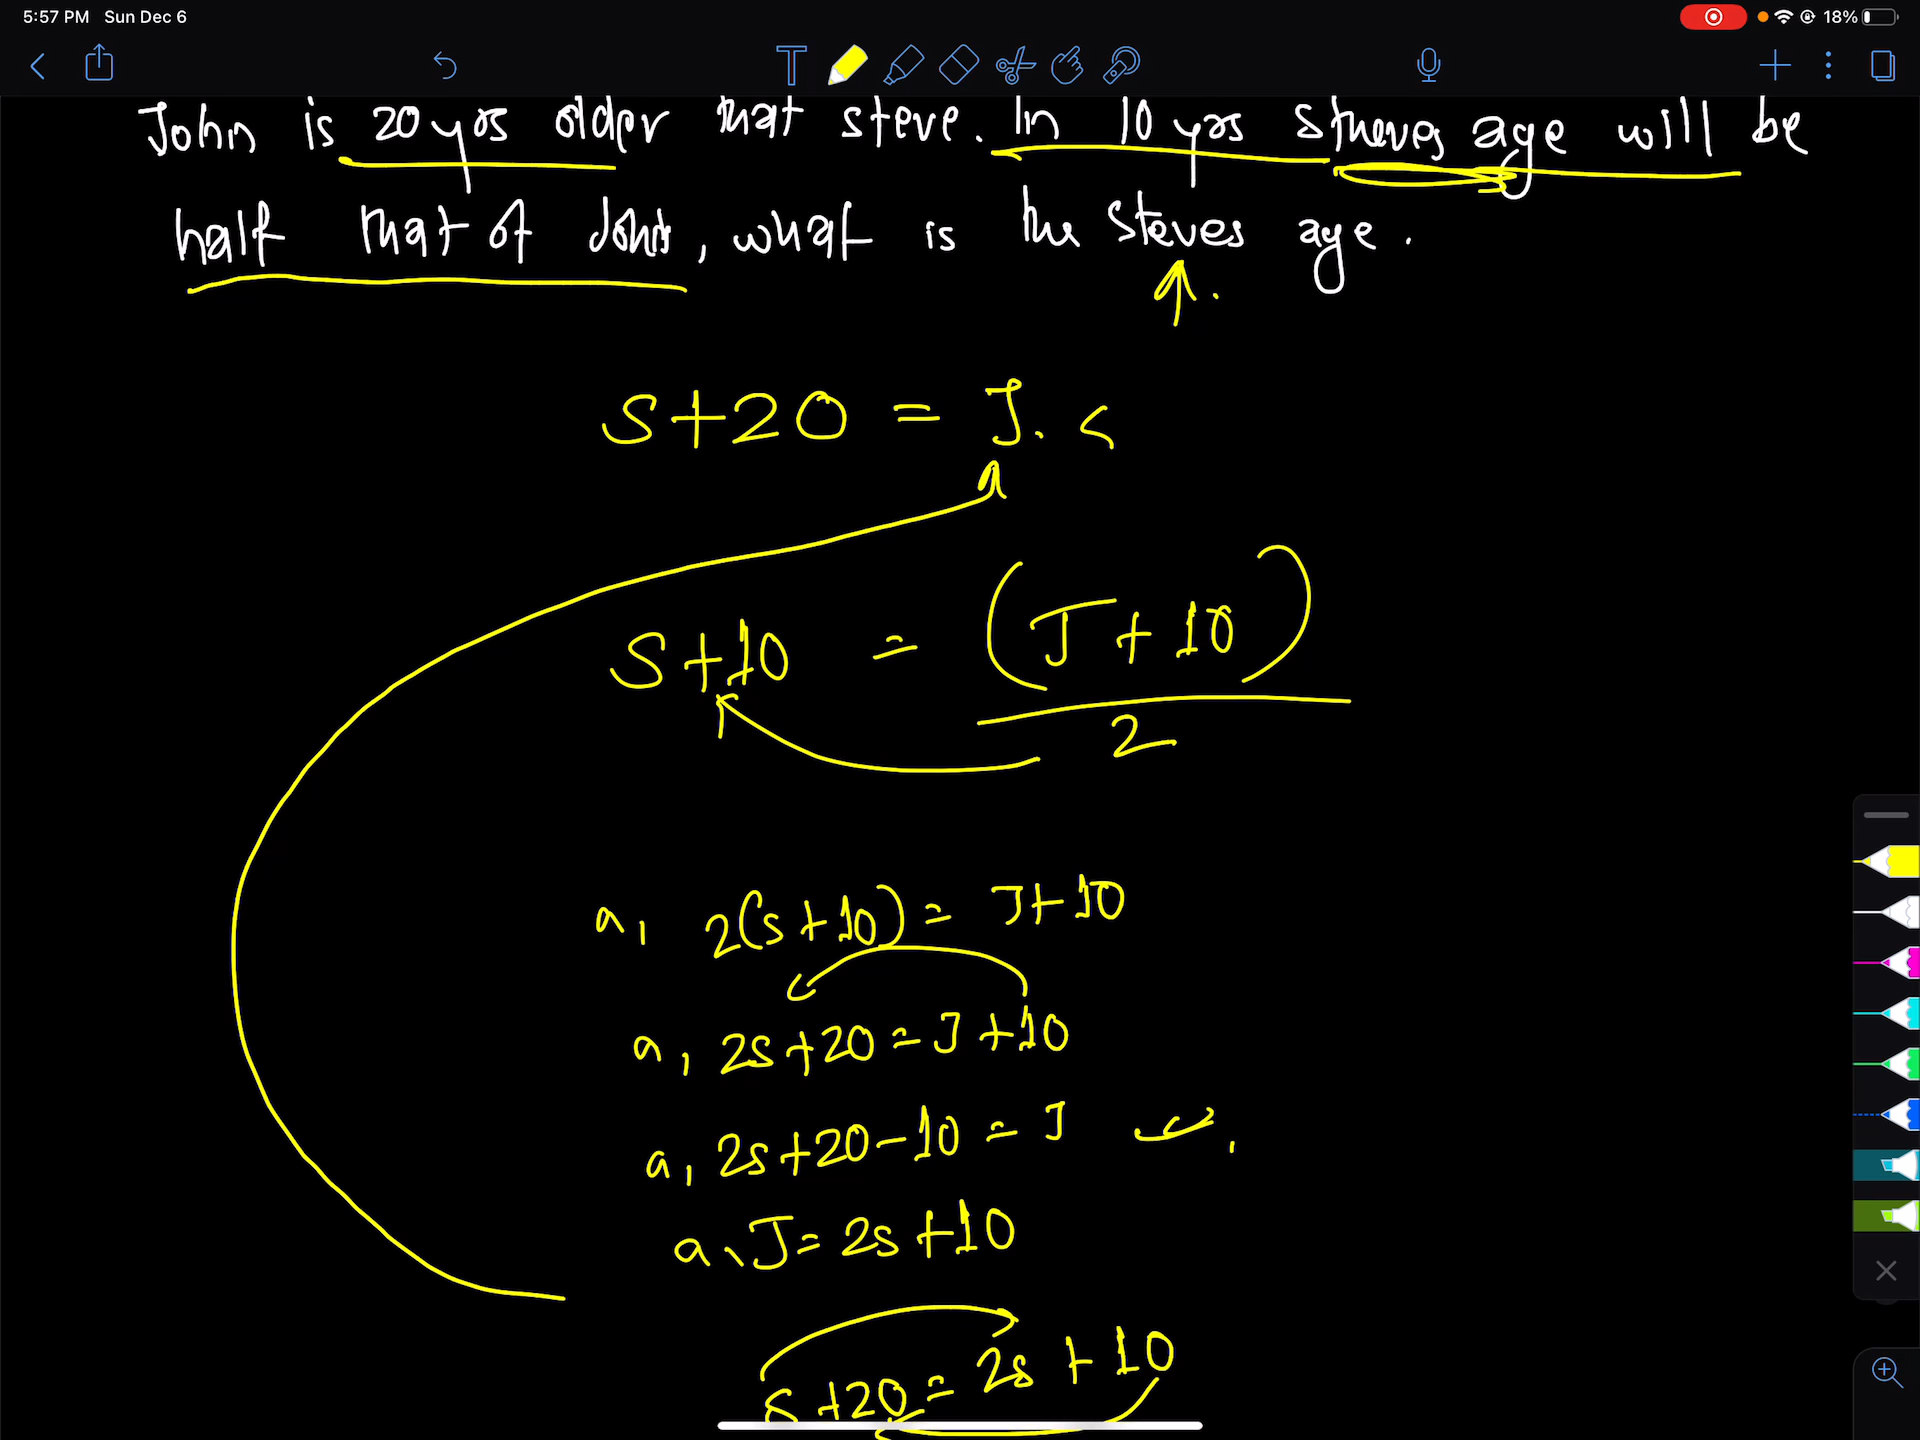 5:57 PM Sun Dec 6 18%
John is 20 yrs older that steve. In 10 yrs stheves age will be
half that of John, what is the steves age.
S+20 = J. <
S+10 = (J+10)
2
a, 2(s+10) = J+10
a, 2s+20=J+10
a, 2s+20-10=J
a, J=2s+10
s+20=2s+10